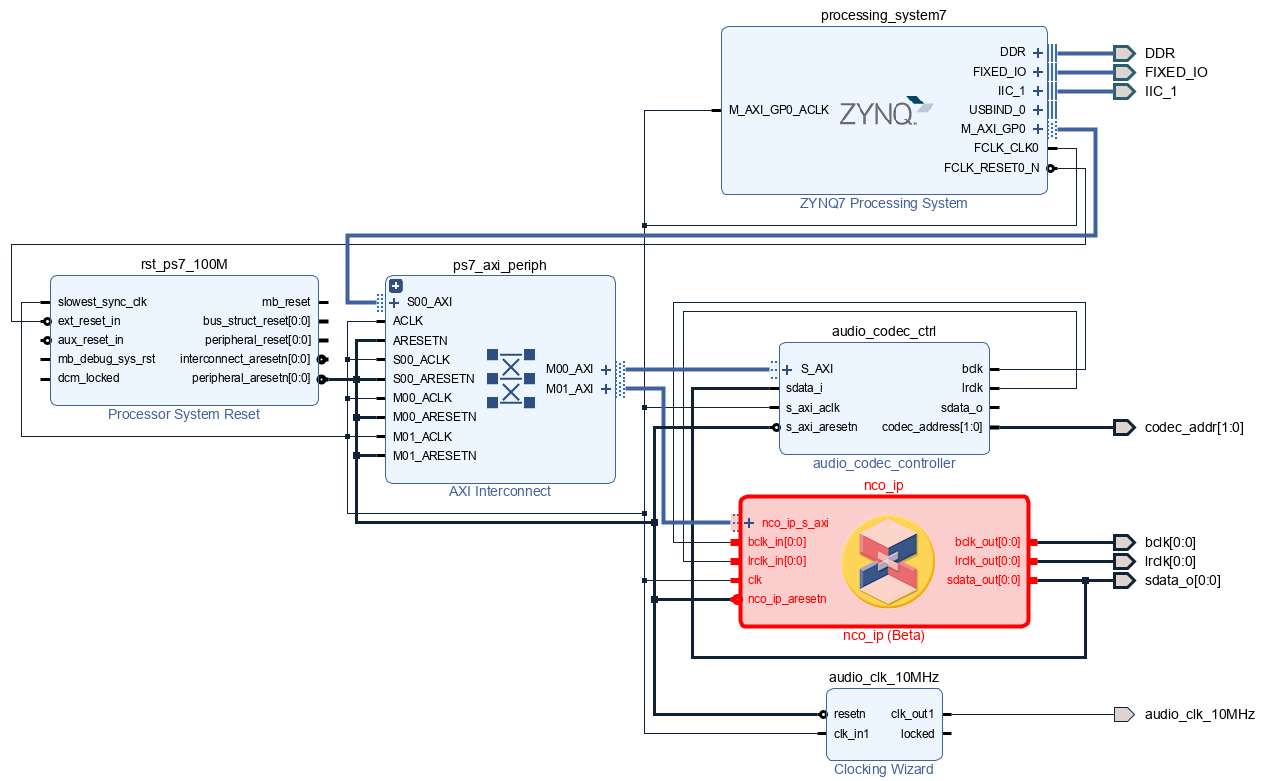 processing_system7
DDR
FIXED_IO
IIC_1
USBIND_0
M_AXI_GP0_ACLK
ZYNQ
M_AXI_GP0
FCLK_CLK0
FCLK_RESET0_N
ZYNQ7 Processing System
DDR
FIXED_IO
IIC_1
rst_ps7_100M
slowest_sync_clk
ext_reset_in
aux_reset_in
mb_debug_sys_rst
dcm_locked
mb_reset
bus_struct_reset[0:0]
peripheral_reset[0:0]
interconnect_aresetn[0:0]
peripheral_aresetn[0:0]
Processor System Reset
ps7_axi_periph
S00_AXI
ACLK
ARESETN
S00_ACLK
S00_ARESETN
M00_ACLK
M00_ARESETN
M01_ACLK
M01_ARESETN
M00_AXI
M01_AXI
AXI Interconnect
audio_codec_ctrl
S_AXI
sdata_i
s_axi_aclk
s_axi_aresetn
bclk
lrclk
sdata_o
codec_address[1:0]
audio_codec_controller
codec_addr[1:0]
nco_ip
nco_ip_s_axi
bclk_in[0:0]
lrclk_in[0:0]
clk
nco_ip_aresetn
bclk_out[0:0]
lrclk_out[0:0]
sdata_out[0:0]
nco_ip (Beta)
bclk[0:0]
lrclk[0:0]
sdata_o[0:0]
audio_clk_10MHz
resetn
clk_in1
clk_out1
locked
Clocking Wizard
audio_clk_10MHz